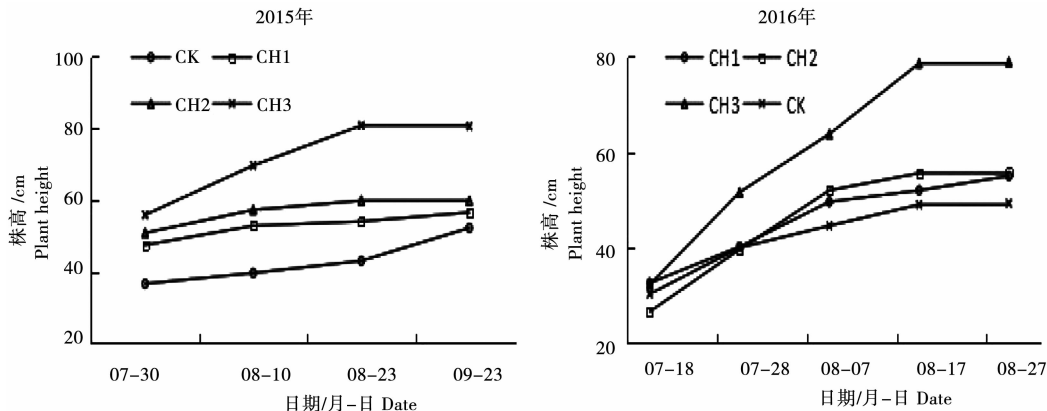 2015年
100
80
60
40
20
株高/cm
Plant height
CK CH1
CH2 CH3
07-30 08-10 08-23 09-23
日期/月-日 Date
2016年
80
60
40
20
株高/cm
Plant height
CH1 CH2
CH3 CK
07-18 07-28 08-07 08-17 08-27
日期/月-日 Date